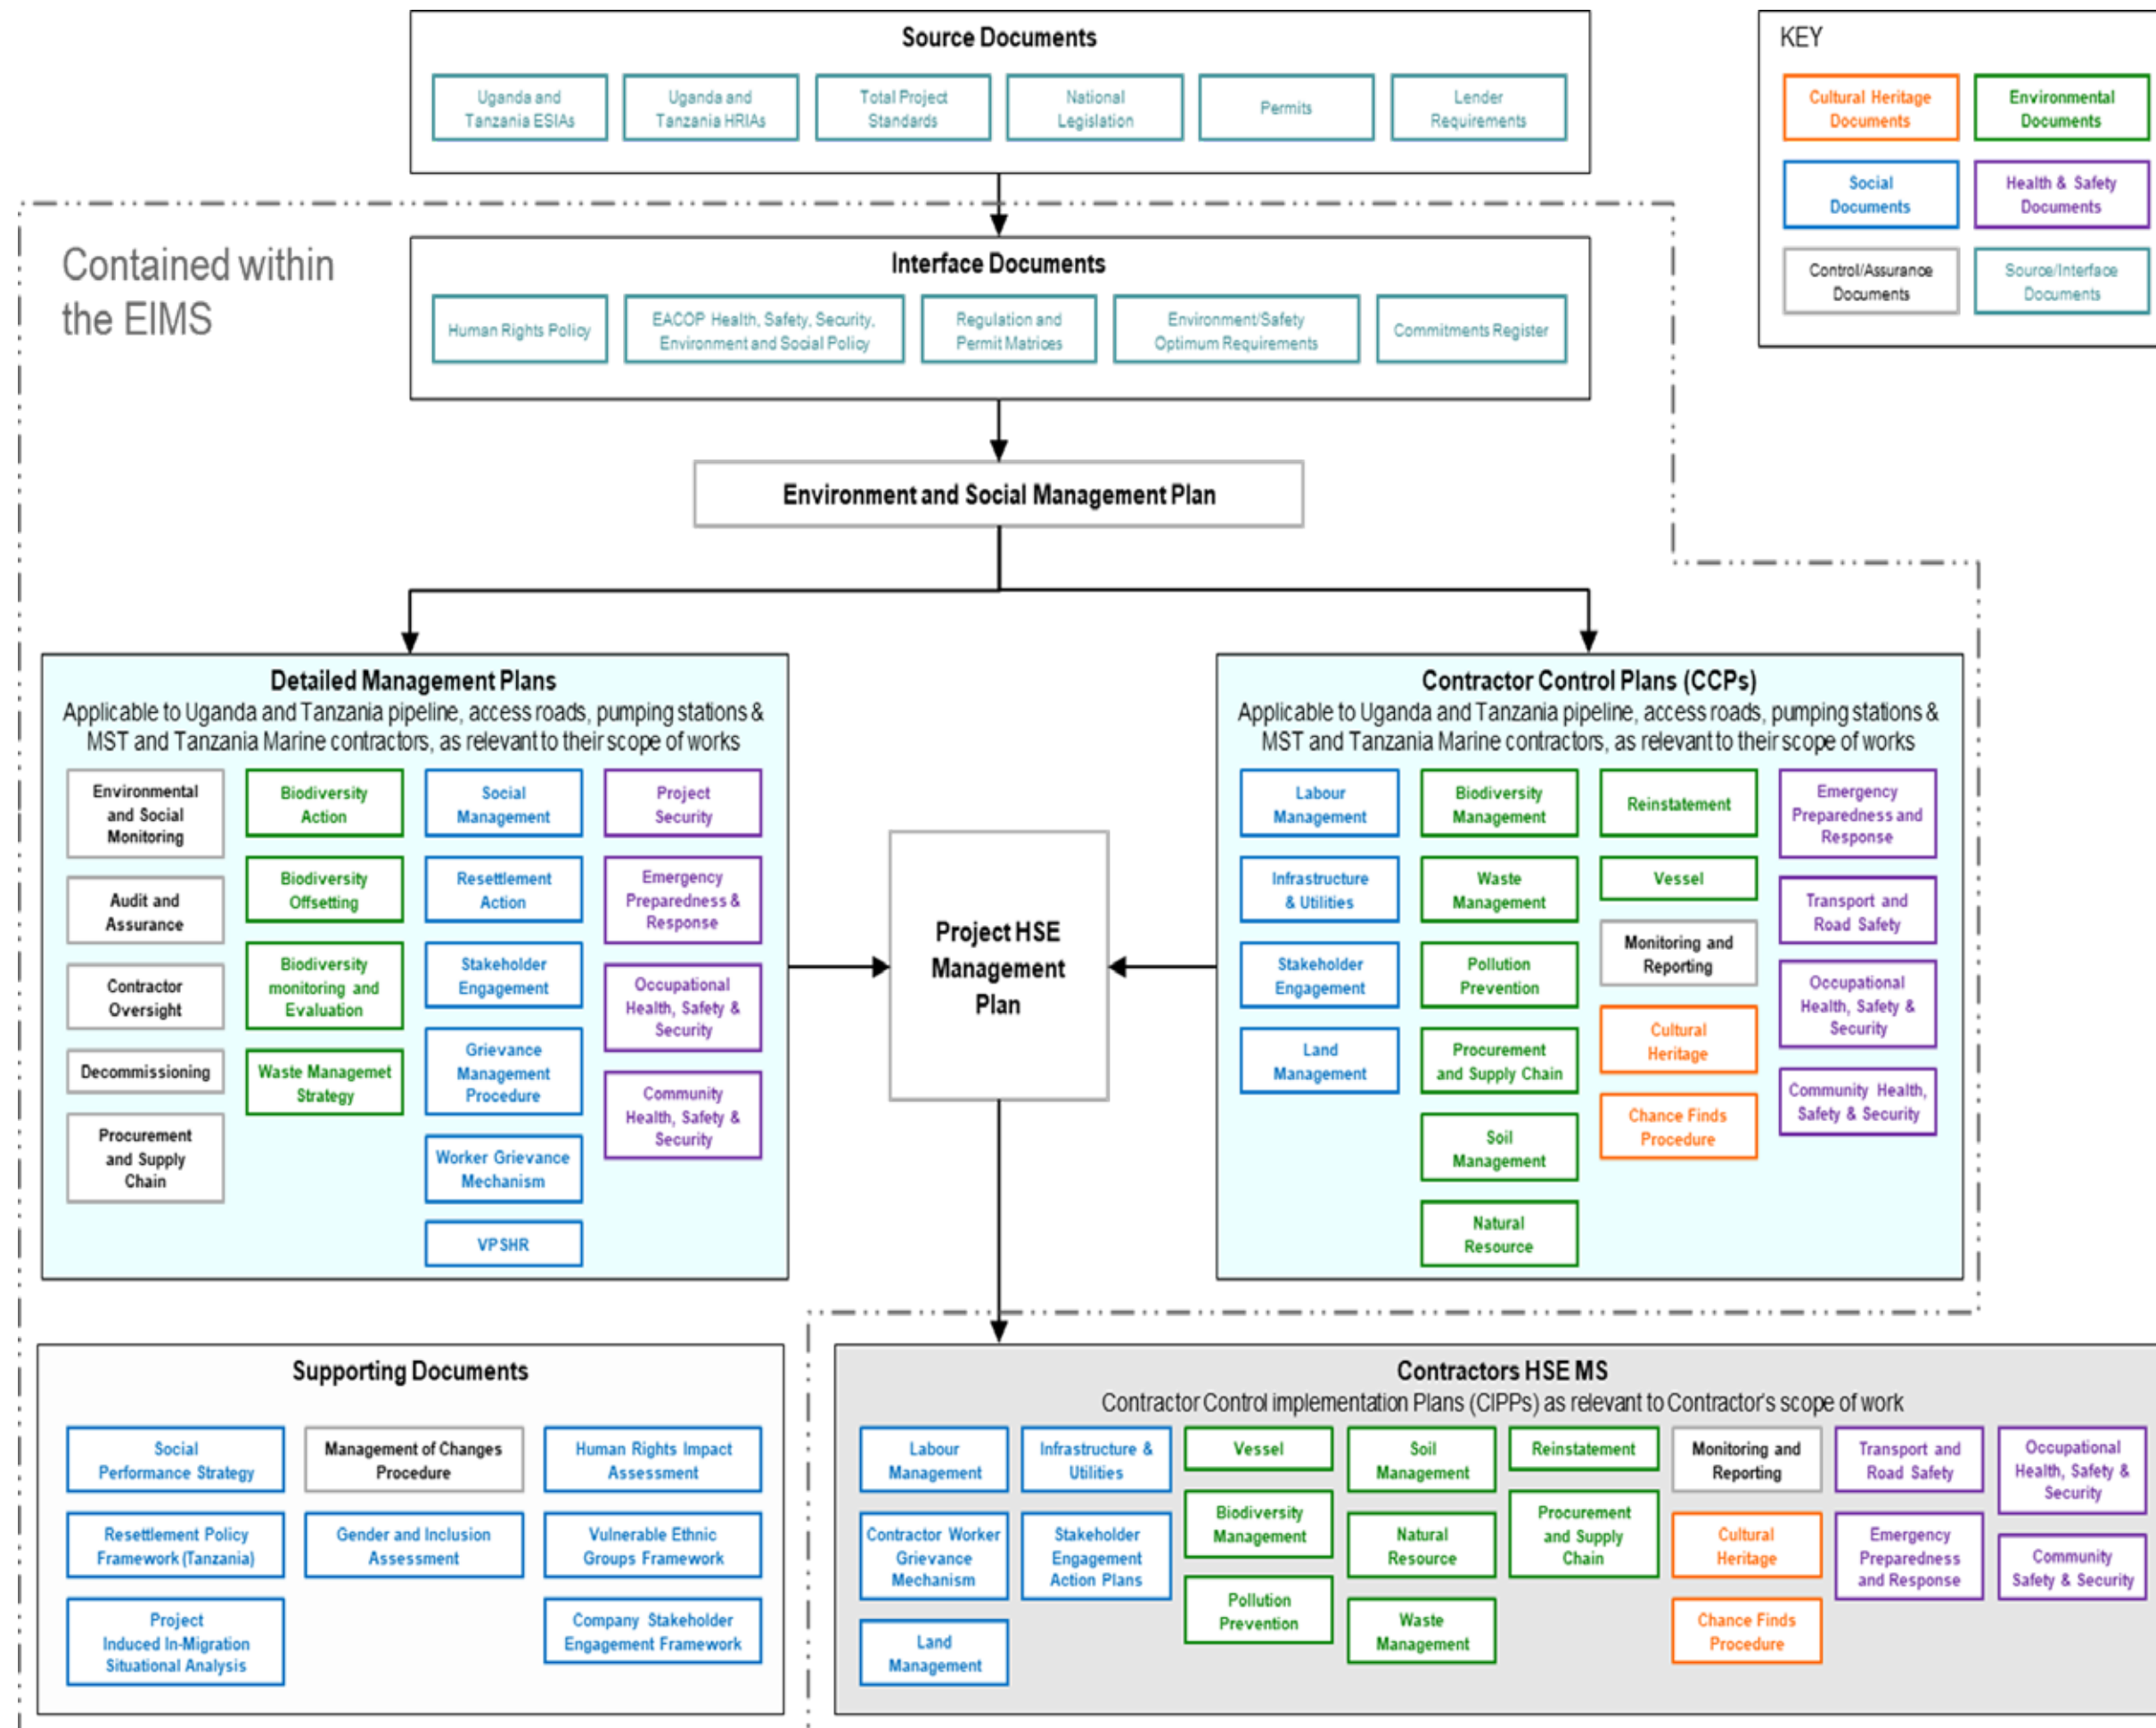 Source Documents
Uganda and
Tanzania ESIAs
Uganda and
Tanzania HRIAs
Total Project
Standards
National
Legislation
Permits
Lender
Requirements
KEY
Cultural Heritage
Documents
Environmental
Documents
Social
Documents
Health & Safety
Documents
Control/Assurance
Documents
Source/Interface
Documents
Contained within
the EIMS
Interface Documents
Human Rights Policy
EACOP Health, Safety, Security,
Environment and Social Policy
Regulation and
Permit Matrices
Environment/Safety
Optimum Requirements
Commitments Register
Environment and Social Management Plan
Detailed Management Plans
Applicable to Uganda and Tanzania pipeline, access roads, pumping stations &
MST and Tanzania Marine contractors, as relevant to their scope of works
Environmental
and Social
Monitoring
Audit and
Assurance
Contractor
Oversight
Decommissioning
Procurement
and Supply
Chain
Biodiversity
Action
Biodiversity
Offsetting
Biodiversity
monitoring and
Evaluation
Waste Managemet
Strategy
Social
Management
Resettlement
Action
Stakeholder
Engagement
Grievance
Management
Procedure
Worker Grievance
Mechanism
VPSHR
Project
Security
Emergency
Preparedness &
Response
Occupational
Health, Safety &
Security
Community
Health, Safety &
Security
Project HSE
Management
Plan
Contractor Control Plans (CCPs)
Applicable to Uganda and Tanzania pipeline, access roads, pumping stations &
MST and Tanzania Marine contractors, as relevant to their scope of works
Labour
Management
Infrastructure
& Utilities
Stakeholder
Engagement
Land
Management
Biodiversity
Management
Waste
Management
Pollution
Prevention
Procurement
and Supply Chain
Soil
Management
Natural
Resource
Reinstatement
Vessel
Monitoring and
Reporting
Cultural
Heritage
Chance Finds
Procedure
Emergency
Preparedness and
Response
Transport and
Road Safety
Occupational
Health, Safety &
Security
Community Health,
Safety & Security
Supporting Documents
Social
Performance Strategy
Resettlement Policy
Framework (Tanzania)
Project
Induced In-Migration
Situational Analysis
Management of Changes
Procedure
Gender and Inclusion
Assessment
Human Rights Impact
Assessment
Vulnerable Ethnic
Groups Framework
Company Stakeholder
Engagement Framework
Contractors HSE MS
Contractor Control implementation Plans (CIPPs) as relevant to Contractor's scope of work
Labour
Management
Contractor Worker
Grievance
Mechanism
Land
Management
Infrastructure &
Utilities
Stakeholder
Engagement
Action Plans
Vessel
Biodiversity
Management
Pollution
Prevention
Soil
Management
Natural
Resource
Waste
Management
Reinstatement
Procurement
and Supply
Chain
Monitoring and
Reporting
Cultural
Heritage
Chance Finds
Procedure
Transport and
Road Safety
Emergency
Preparedness
and Response
Occupational
Health, Safety &
Security
Community
Safety & Security